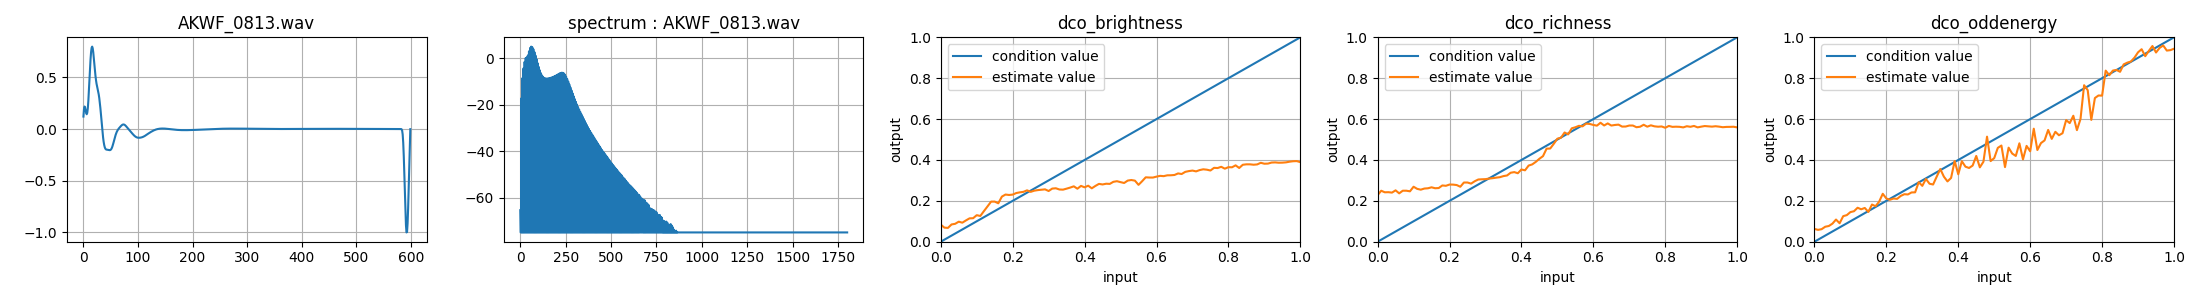 AKWF_0813.wav
0.5
0.0
−0.5
−1.0
0 100 200 300 400 500 600
spectrum : AKWF_0813.wav
0
−20
−40
−60
0 250 500 750 1000 1250 1500 1750
dco_brightness
condition value
estimate value
output
1.0
0.8
0.6
0.4
0.2
0.0
0.0 0.2 0.4 0.6 0.8 1.0
input
dco_richness
condition value
estimate value
output
1.0
0.8
0.6
0.4
0.2
0.0
0.0 0.2 0.4 0.6 0.8 1.0
input
dco_oddenergy
condition value
estimate value
output
1.0
0.8
0.6
0.4
0.2
0.0
0.0 0.2 0.4 0.6 0.8 1.0
input